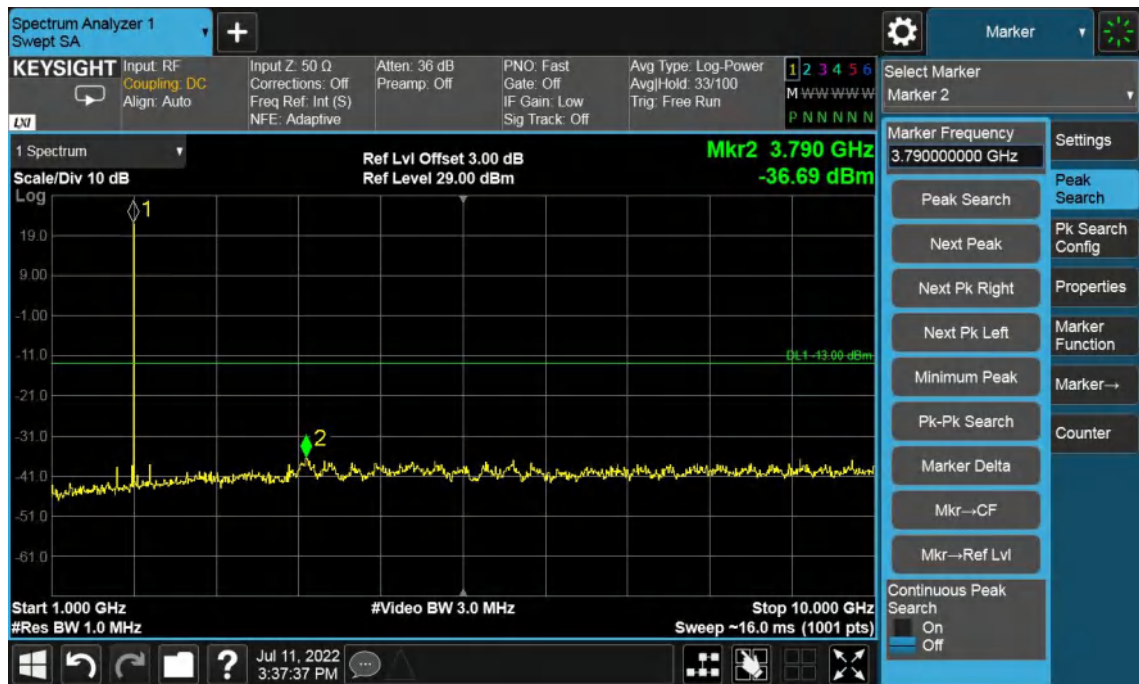 Spectrum Analyzer 1
Swept SA
+
Marker
KEYSIGHT
LXI
Input: RF
Coupling: DC
Align: Auto
Input Z: 50 Ω
Corrections: Off
Freq Ref: Int (S)
NFE: Adaptive
Atten: 36 dB
Preamp: Off
PNO: Fast
Gate: Off
IF Gain: Low
Sig Track: Off
Avg Type: Log-Power
Avg|Hold: 33/100
Trig: Free Run
1 2 3 4 5 6
M W W W W W
P N N N N N
Select Marker
Marker 2
1 Spectrum
Scale/Div 10 dB
Log
Ref Lvl Offset 3.00 dB
Ref Level 29.00 dBm
Mkr2 3.790 GHz
-36.69 dBm
1
19.0
9.00
-1.00
-11.0
DL1 -13.00 dBm
-21.0
-31.0
2
-41.0
-51.0
-61.0
Start 1.000 GHz
#Video BW 3.0 MHz
Stop 10.000 GHz
#Res BW 1.0 MHz
Sweep ~16.0 ms (1001 pts)
Marker Frequency
3.790000000 GHz
Peak Search
Next Peak
Next Pk Right
Next Pk Left
Minimum Peak
Pk-Pk Search
Marker Delta
Mkr→CF
Mkr→Ref Lvl
Continuous Peak
Search
On
Off
Settings
Peak
Search
Pk Search
Config
Properties
Marker
Function
Marker→
Counter
?
Jul 11, 2022
3:37:37 PM